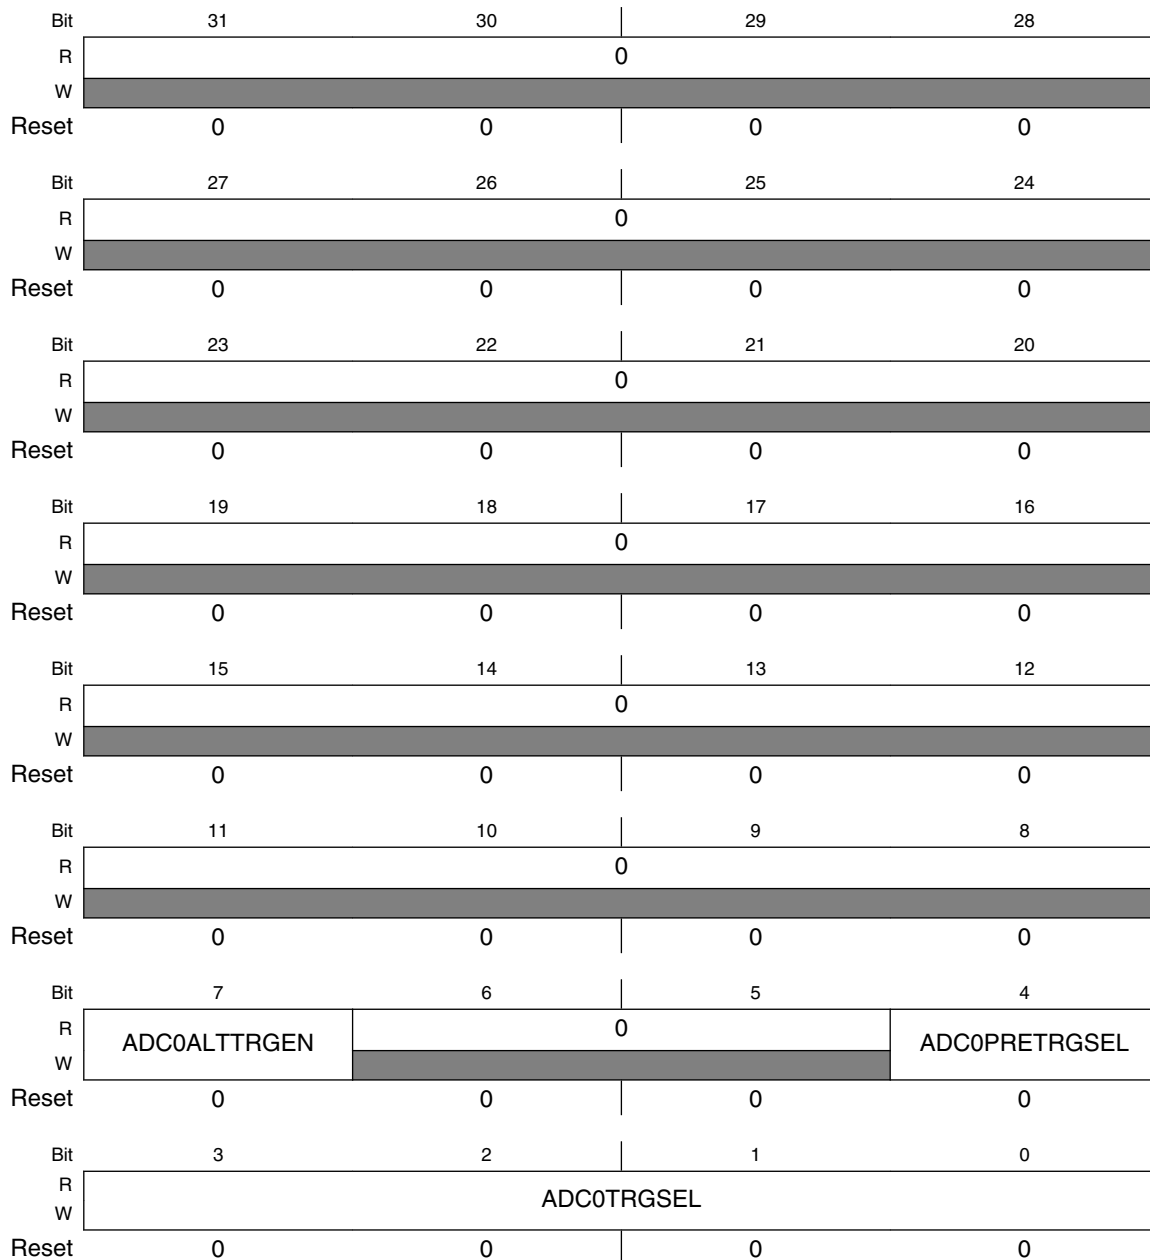 Bit 31 30 29 28
R 0
W
Reset 0 0 0 0
Bit 27 26 25 24
R 0
W
Reset 0 0 0 0
Bit 23 22 21 20
R 0
W
Reset 0 0 0 0
Bit 19 18 17 16
R 0
W
Reset 0 0 0 0
Bit 15 14 13 12
R 0
W
Reset 0 0 0 0
Bit 11 10 9 8
R 0
W
Reset 0 0 0 0
Bit 7 6 5 4
R ADC0ALTTRGEN 0 ADC0PRETRGSEL
W
Reset 0 0 0 0
Bit 3 2 1 0
R ADC0TRGSEL
W
Reset 0 0 0 0